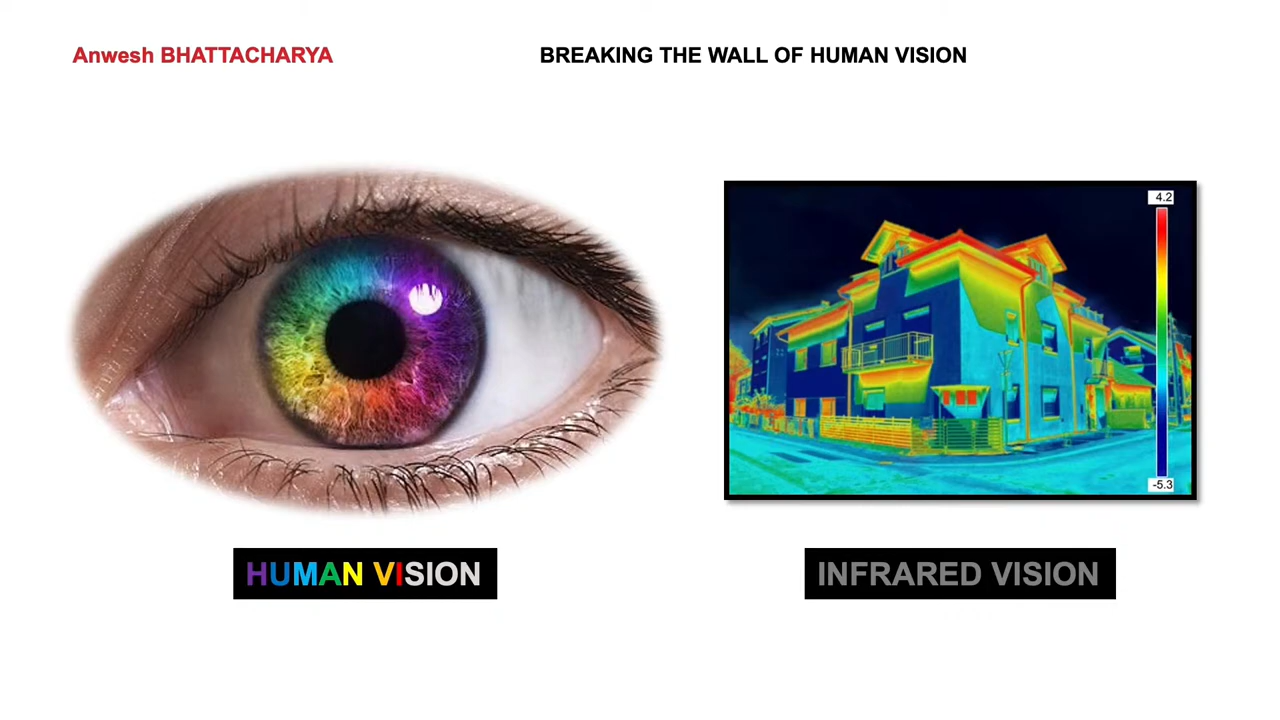 Anwesh BHATTACHARYA
BREAKING THE WALL OF HUMAN VISION
4.2
-5.3
HUMAN VISION
INFRARED VISION